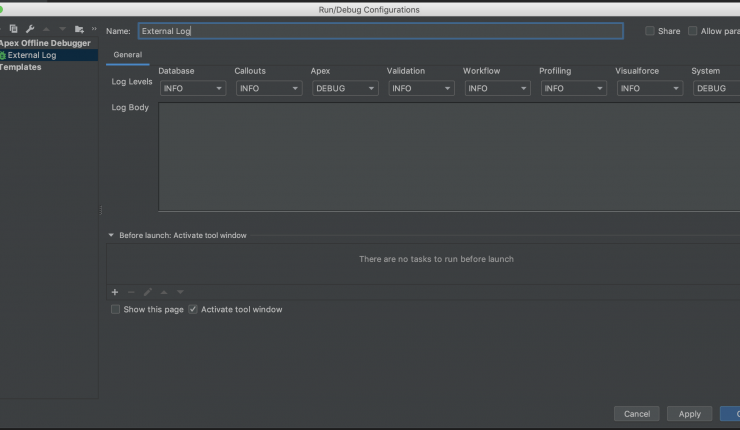 Run/Debug Configurations
»
Apex Offline Debugger
External Log
Templates
Name: External Log
Share Allow para
General
Database Callouts Apex Validation Workflow Profiling Visualforce System
Log Levels INFO INFO DEBUG INFO INFO INFO INFO DEBUG
Log Body
Before launch: Activate tool window
There are no tasks to run before launch
Show this page Activate tool window
Cancel Apply